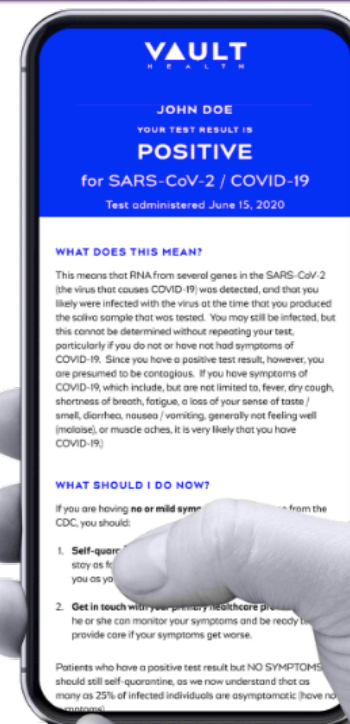 VAULT
HEALTH
JOHN DOE
YOUR TEST RESULT IS
POSITIVE
for SARS-CoV-2 / COVID-19
Test administered June 15, 2020
WHAT DOES THIS MEAN?
This means that RNA from several genes in the SARS-CoV-2
(the virus that causes COVID-19) was detected, and that you
likely were infected with the virus at the time that you produced
the saliva sample that was tested. You may still be infected, but
this cannot be determined without repeating your test,
particularly if you do not or have not had symptoms of
COVID-19. Since you have a positive test result, however, you
are presumed to be contagious. If you have symptoms of
COVID-19, which include, but are not limited to, fever, dry cough,
shortness of breath, fatigue, a loss of your sense of taste /
smell, diarrhea, nausea / vomiting, generally not feeling well
(malaise), or muscle aches, it is very likely that you have
COVID-19.)
WHAT SHOULD I DO NOW?
If you are having no or mild from the
CDC, you should:
1.
stay as
you as
2. Get in touch with your primary healthcare
he or she can monitor your symptoms and be ready
provide care if your symptoms get worse.
Patients who have a positive test result but NO SYMPTOMS
should still self-quarantine, as we now understand that as
many as 25% of infected individuals are asymptomatic (have no